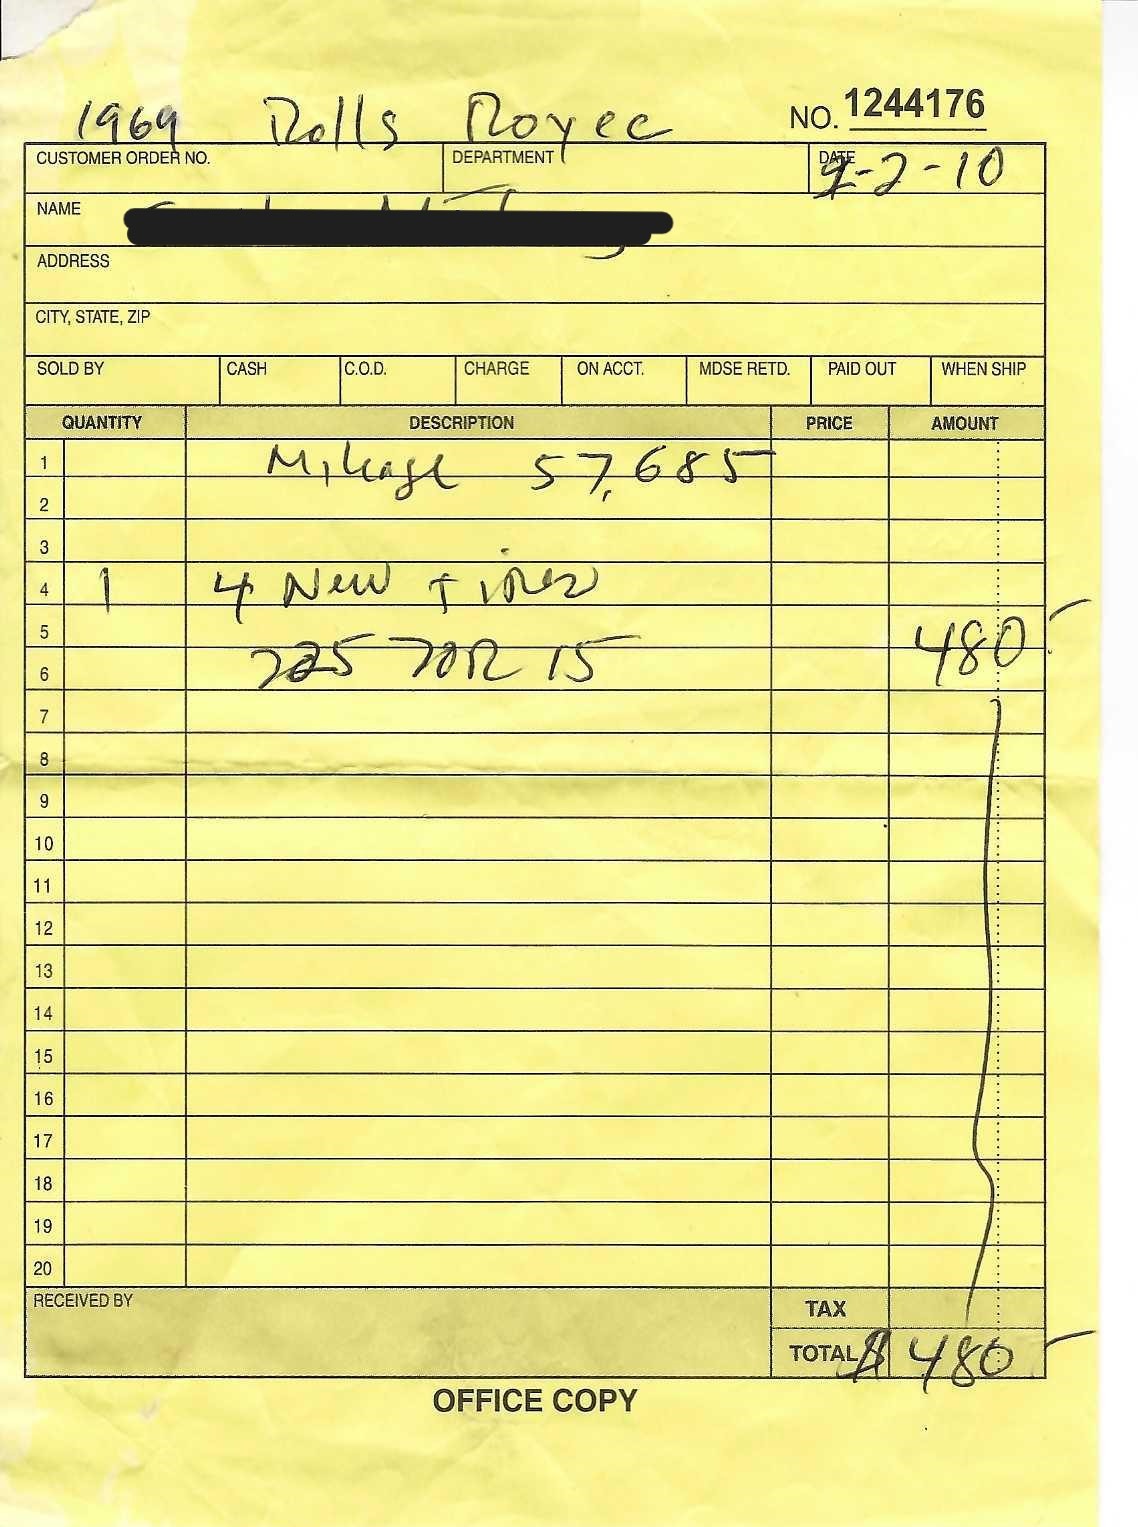 1969 Rolls Royce
NO. 1244176
CUSTOMER ORDER NO. DEPARTMENT DATE
-2-10
NAME
ADDRESS
CITY, STATE, ZIP
SOLD BY CASH C.O.D. CHARGE ON ACCT. MDSE RETD. PAID OUT WHEN SHIP
QUANTITY DESCRIPTION PRICE AMOUNT
1 Mileage 57,685
2
3
4 1 4 New tires
5 480
6 225 70R 15
7
8
9
10
11
12
13
14
15
16
17
18
19
20
RECEIVED BY TAX
TOTAL $ 480
OFFICE COPY